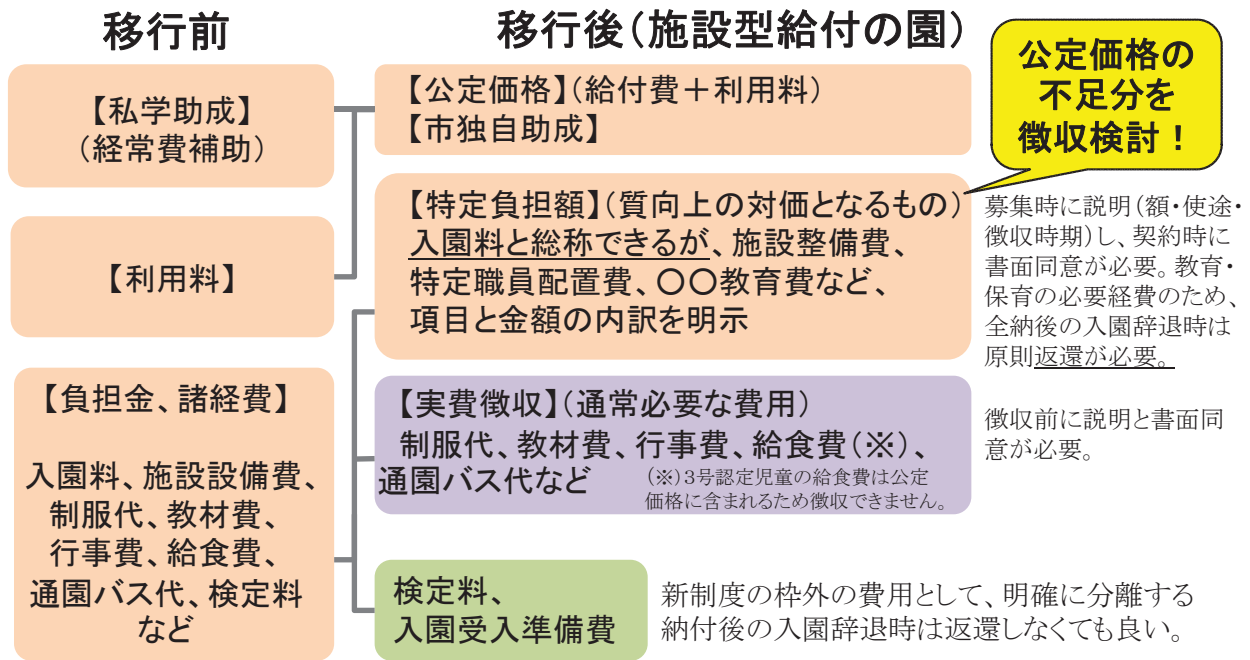 移行前
移行後（施設型給付の園）
公定価格の
不足分を
徴収検討！
【私学助成】
（経常費補助）
【利用料】
【負担金、諸経費】
入園料、施設設備費、
制服代、教材費、
行事費、給食費、
通園バス代、検定料
など
【公定価格】（給付費＋利用料）
【市独自助成】
【特定負担額】（質向上の対価となるもの）
入園料と総称できるが、施設整備費、
特定職員配置費、〇〇教育費など、
項目と金額の内訳を明示
募集時に説明（額・使途・
徴収時期）し、契約時に
書面同意が必要。教育・
保育の必要経費のため、
全納後の入園辞退時は
原則返還が必要。
【実費徴収】（通常必要な費用）
制服代、教材費、行事費、給食費（※）、
通園バス代など
（※）３号認定児童の給食費は公定
価格に含まれるため徴収できません。
徴収前に説明と書面同
意が必要。
検定料、
入園受入準備費
新制度の枠外の費用として、明確に分離する
納付後の入園辞退時は返還しなくても良い。